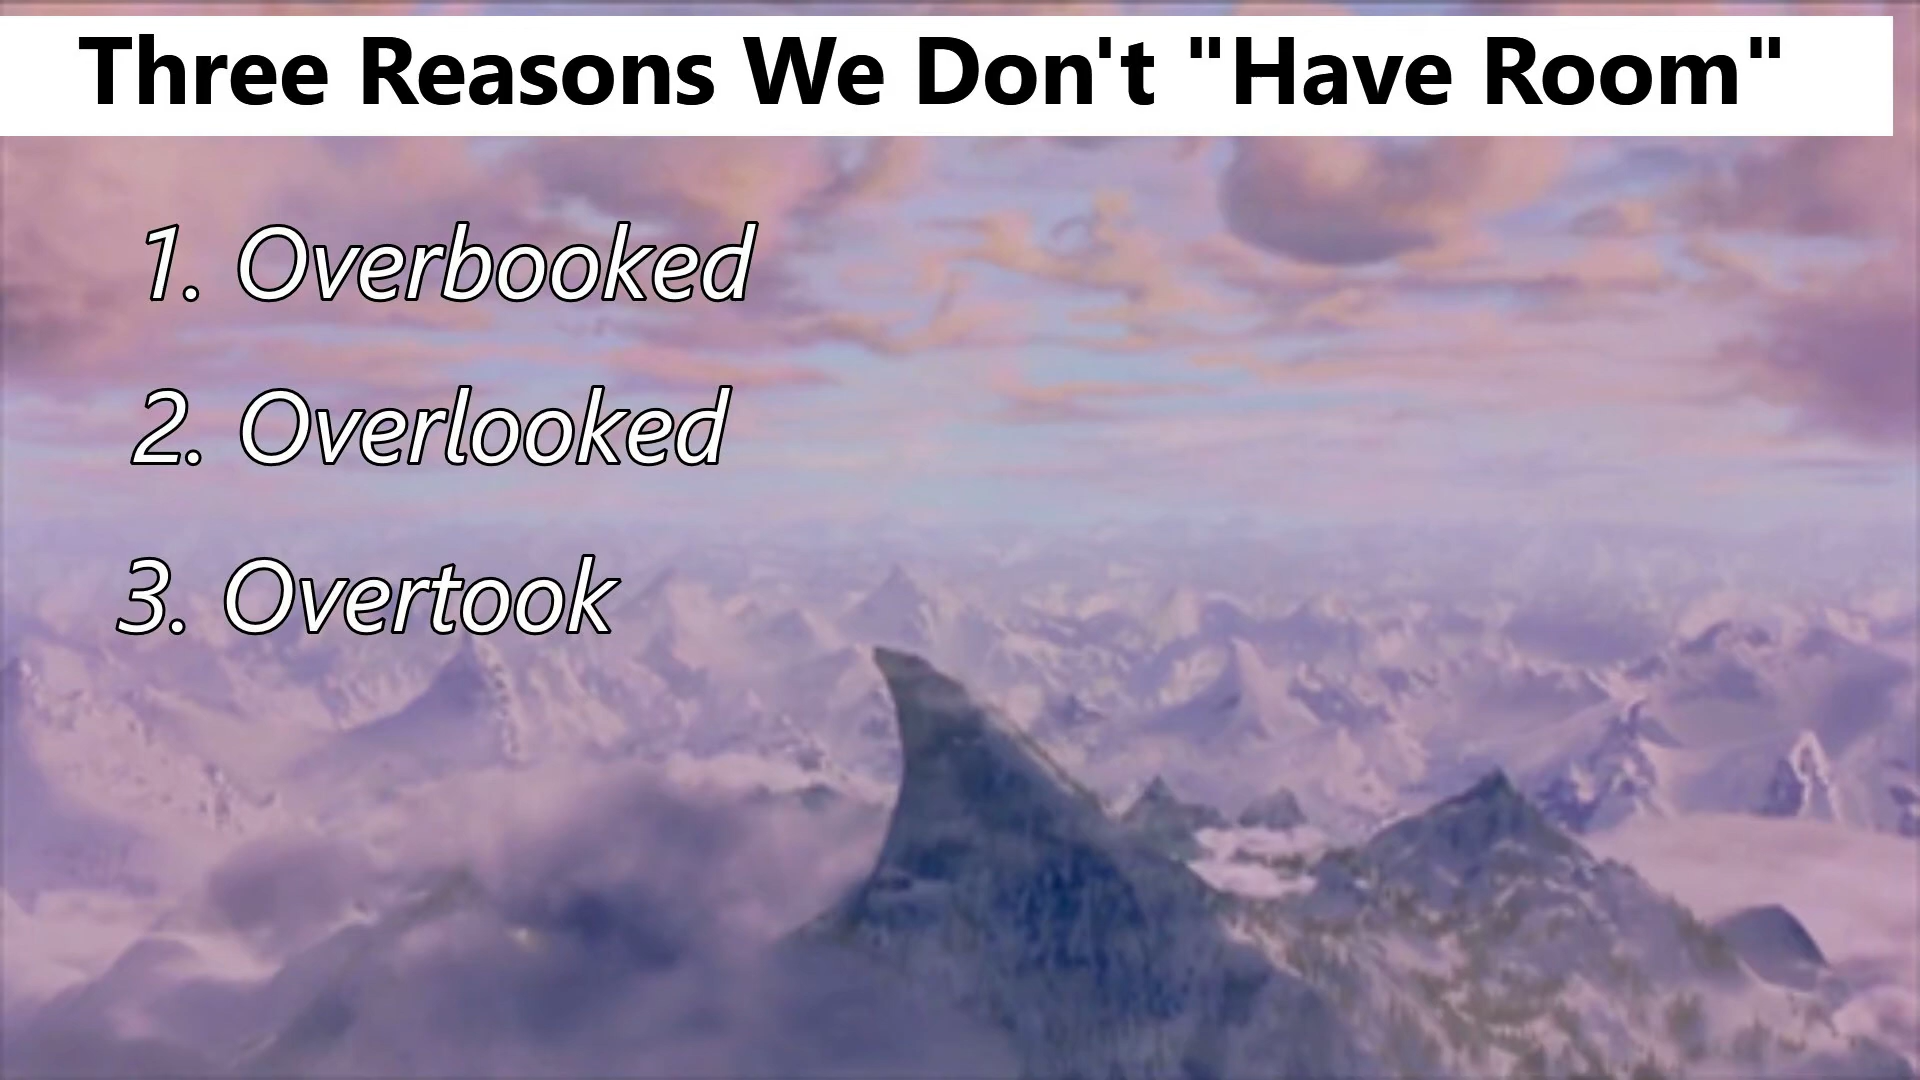 Three Reasons We Don't "Have Room"
1. Overbooked
2. Overlooked
3. Overtook